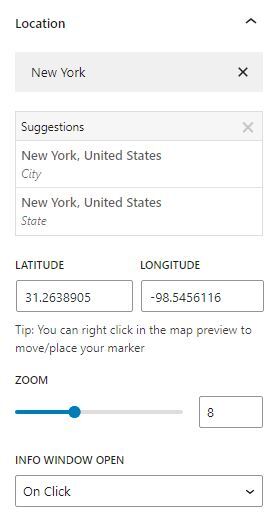 Location
New York
Suggestions
New York, United States
City
New York, United States
State
LATITUDE LONGITUDE
31.2638905 -98.5456116
Tip: You can right click in the map preview to
move/place your marker
ZOOM
8
INFO WINDOW OPEN
On Click